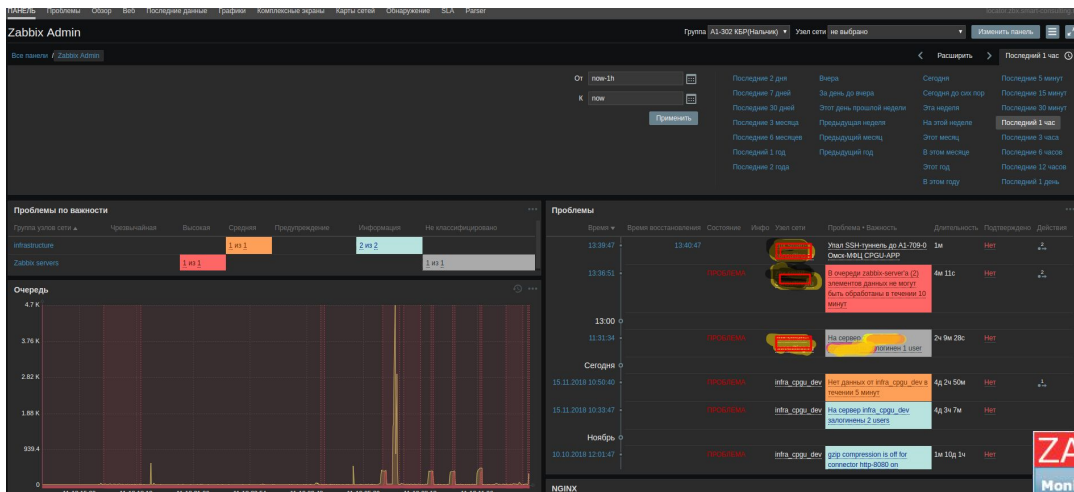 ПАНЕЛЬ Проблемы Обзор Веб Последние данные Графики Комплексные экраны Карты сетей Обнаружение SLA Parser
Zabbix Admin
Группа A1-302 КБР(Нальчик) Узел сети не выбрано Изменить панель
Все панели / Zabbix Admin
Расширить Последний 1 час
От now-1h
К now
Применить
Последние 2 дня Вчера Сегодня Последние 5 минут
Последние 7 дней За день до вчера Сегодня до сих пор Последние 15 минут
Последние 30 дней Этот день прошлой недели Эта неделя Последние 30 минут
Последние 3 месяца Предыдущая неделя На этой неделе Последний 1 час
Последние 6 месяцев Предыдущий месяц Этот месяц Последние 3 часа
Последний 1 год Предыдущий год В этом месяце Последние 6 часов
Последние 2 года Этот год Последние 12 часов
В этом году Последний 1 день
Проблемы по важности
Группа узлов сети Чрезвычайная Высокая Средняя Предупреждение Информация Не классифицировано
infrastructure 1 из 1 2 из 2
Zabbix servers 1 из 1 1 из 1
Очередь
4.7 K
3.76 K
2.82 K
1.88 K
939.4
0
Проблемы
Время Время восстановления Состояние Инфо Узел сети Проблема • Важность Длительность Подтверждено Действия
13:39:47 13:40:47 Упал SSH-туннель до A1-709-0 Омск-МФЦ CPGU-APP 1м Нет 2
13:36:51 ПРОБЛЕМА В очереди zabbix-server'а (2) элементов данных не могут быть обработаны в течении 10 минут 4м 11с Нет 2
13:00
11:31:34 ПРОБЛЕМА На сервер логинен 1 user 2ч 9м 28с Нет
Сегодня
15.11.2018 10:50:40 ПРОБЛЕМА infra_cpgu_dev Нет данных от infra_cpgu_dev в течении 5 минут 4д 2ч 50м Нет 1
15.11.2018 10:33:47 ПРОБЛЕМА infra_cpgu_dev На сервер infra_cpgu_dev залогинены 2 users 4д 3ч 7м Нет
Ноябрь
10.10.2018 12:01:47 ПРОБЛЕМА infra_cpgu_dev gzip compression is off for connector http-8080 on 1м 10д 1ч Нет
NGINX
ZA
Moni